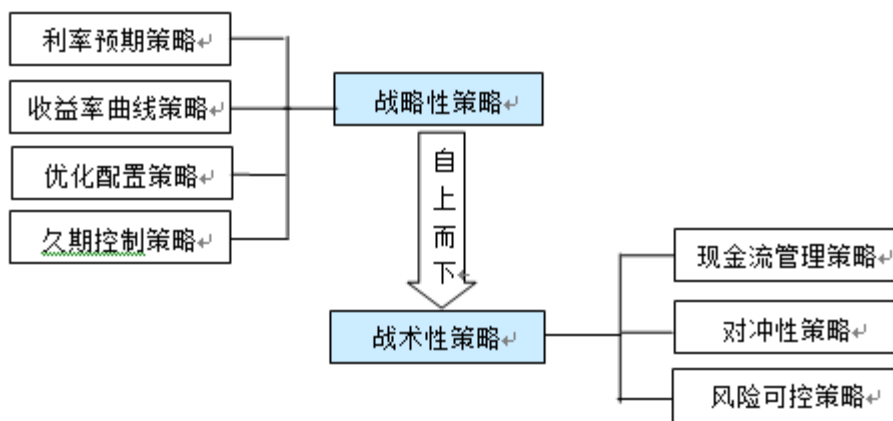 利率预期策略
收益率曲线策略
优化配置策略
久期控制策略
战略性策略
自上而下
战术性策略
现金流管理策略
对冲性策略
风险可控策略